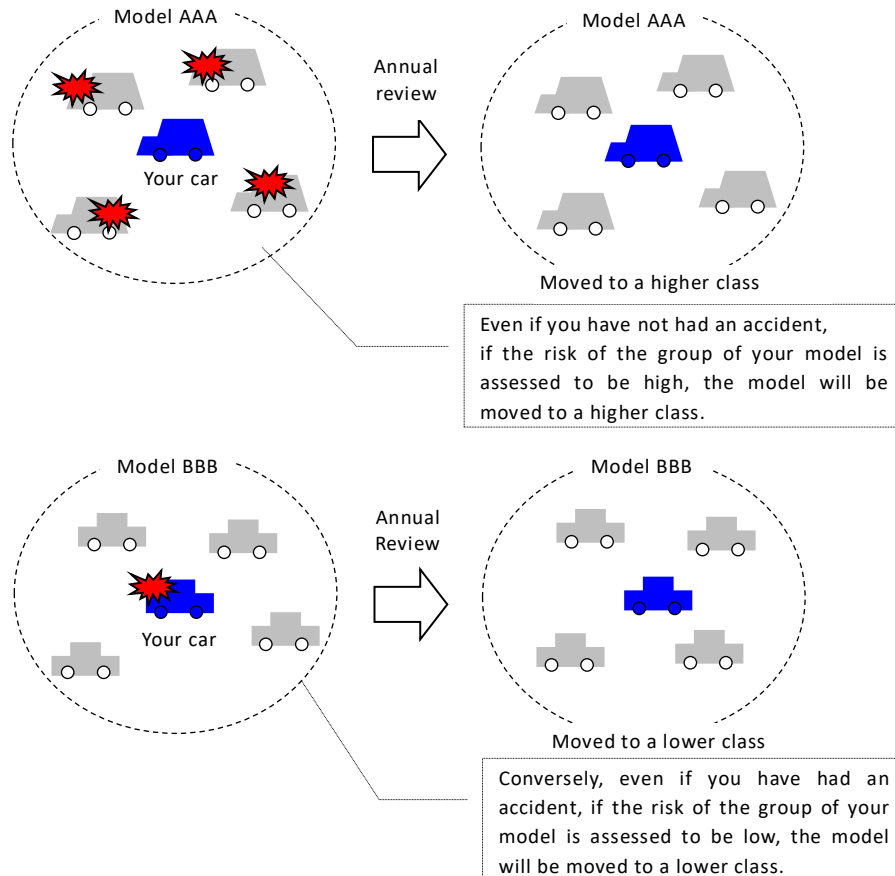 Model AAA
Model AAA
Annual
review
Your car
Moved to a higher class
Even if you have not had an accident,
if the risk of the group of your model is
assessed to be high, the model will be
moved to a higher class.
Model BBB
Model BBB
Annual
Review
Your car
Moved to a lower class
Conversely, even if you have had an
accident, if the risk of the group of your
model is assessed to be low, the model
will be moved to a lower class.